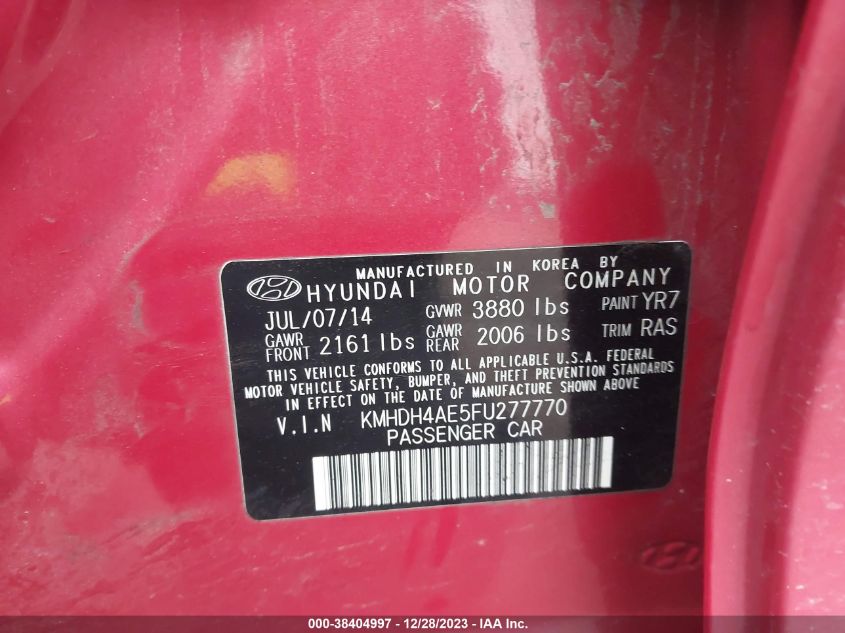 MANUFACTURED IN KOREA BY
HYUNDAI MOTOR COMPANY
JUL/07/14 GVWR 3880 lbs PAINT YR7
GAWR FRONT 2161 lbs GAWR REAR 2006 lbs TRIM RAS
THIS VEHICLE CONFORMS TO ALL APPLICABLE U.S.A. FEDERAL
MOTOR VEHICLE SAFETY, BUMPER, AND THEFT PREVENTION STANDARDS
IN EFFECT ON THE DATE OF MANUFACTURE SHOWN ABOVE
V.I.N KMHDH4AE5FU277770
PASSENGER CAR
000-38404997 - 12/28/2023 - IAA Inc.